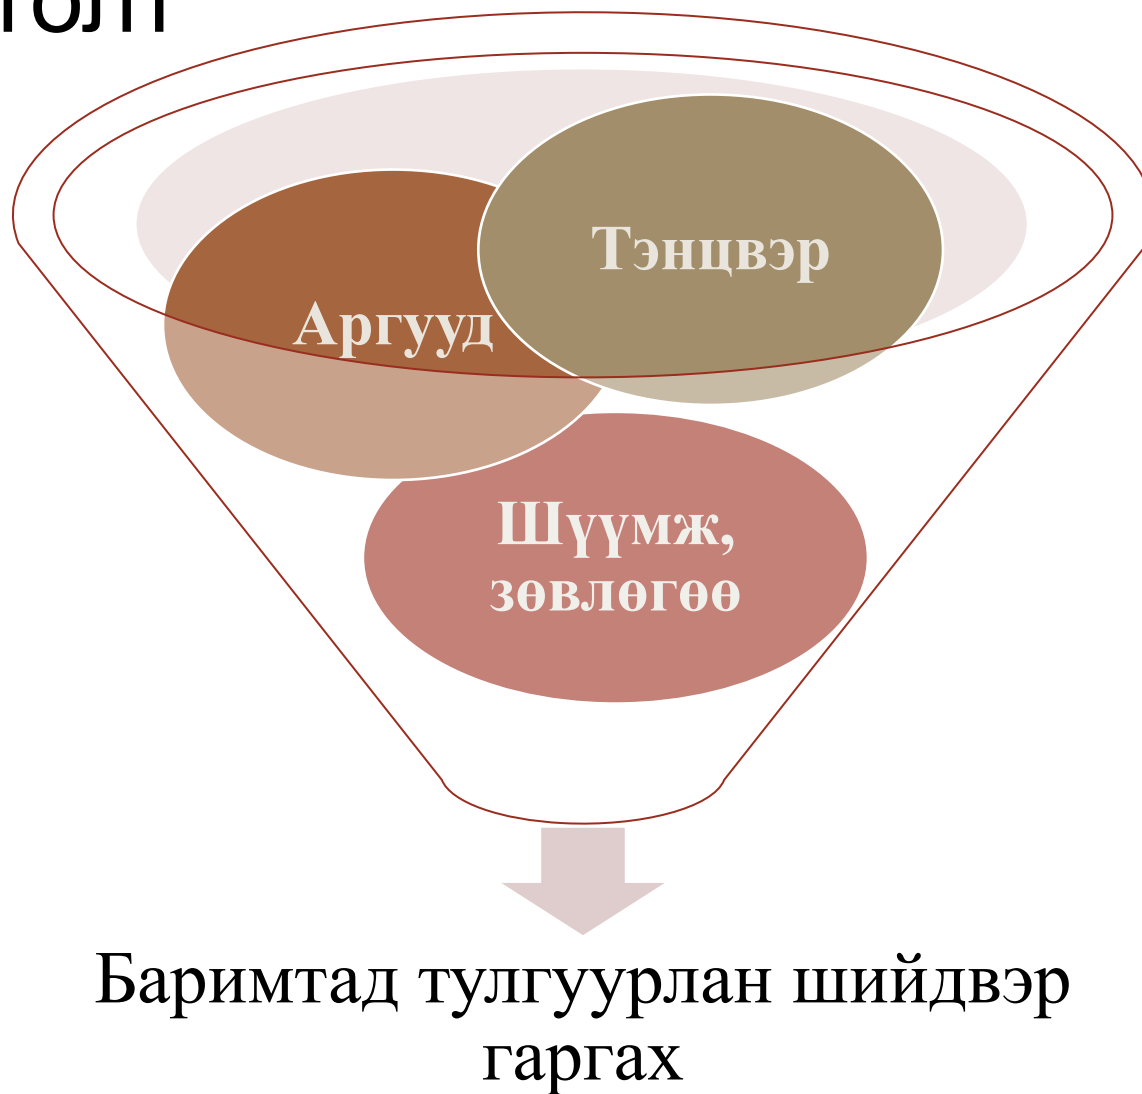 Тэнцвэр
Аргууд
Шүүмж,
зөвлөгөө
Баримтад тулгуурлан шийдвэр
гаргах